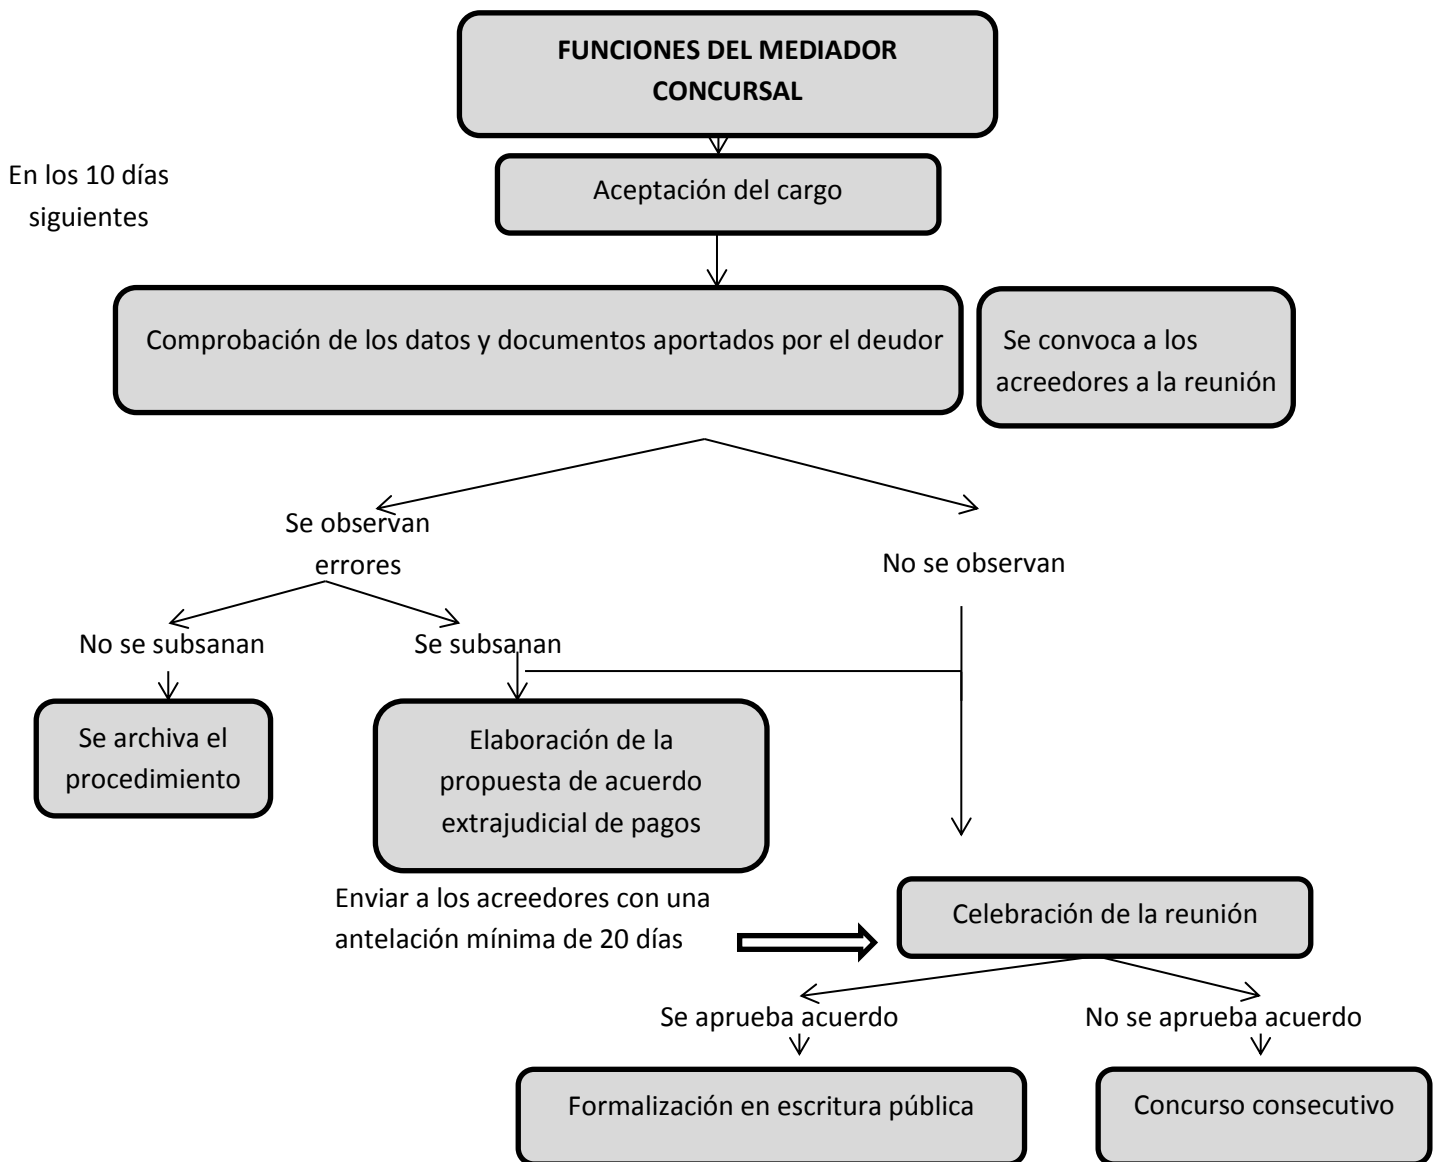 FUNCIONES DEL MEDIADOR
CONCURSAL
En los 10 días
siguientes
Aceptación del cargo
Comprobación de los datos y documentos aportados por el deudor
Se convoca a los
acreedores a la reunión
Se observan
errores
No se observan
No se subsanan
Se subsanan
Se archiva el
procedimiento
Elaboración de la
propuesta de acuerdo
extrajudicial de pagos
Enviar a los acreedores con una
antelación mínima de 20 días
Celebración de la reunión
Se aprueba acuerdo
No se aprueba acuerdo
Formalización en escritura pública
Concurso consecutivo